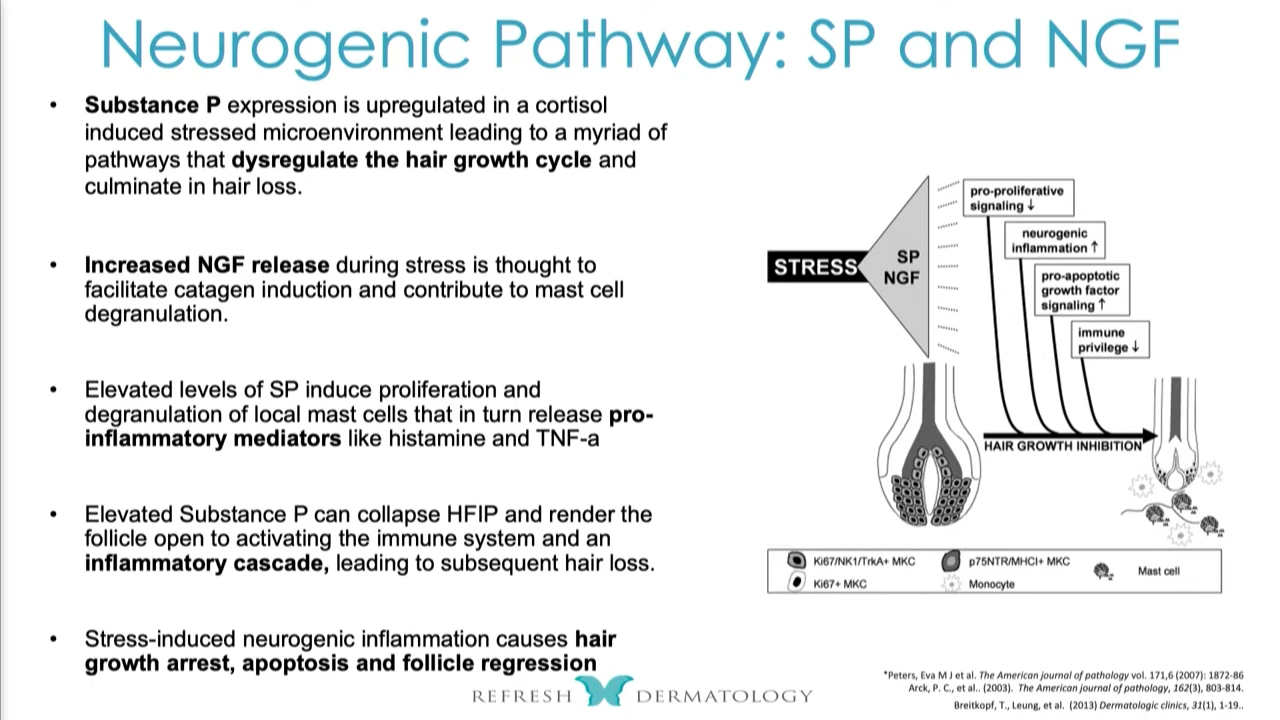 Neurogenic Pathway: SP and NGF
• Substance P expression is upregulated in a cortisol
induced stressed microenvironment leading to a myriad of
pathways that dysregulate the hair growth cycle and
culminate in hair loss.
• Increased NGF release during stress is thought to
facilitate catagen induction and contribute to mast cell
degranulation.
• Elevated levels of SP induce proliferation and
degranulation of local mast cells that in turn release pro-
inflammatory mediators like histamine and TNF-a
• Elevated Substance P can collapse HFIP and render the
follicle open to activating the immune system and an
inflammatory cascade, leading to subsequent hair loss.
• Stress-induced neurogenic inflammation causes hair
growth arrest, apoptosis and follicle regression
STRESS
SP
NGF
pro-proliferative
signaling ↓
neurogenic
inflammation ↑
pro-apoptotic
growth factor
signaling ↑
immune
privilege ↓
HAIR GROWTH INHIBITION
Ki67/NK1/TrkA+ MKC
p75NTR/MHCI+ MKC
Mast cell
Ki67+ MKC
Monocyte
REFRESH DERMATOLOGY
*Peters, Eva M J et al. The American journal of pathology vol. 171,6 (2007): 1872-86
Arck, P. C., et al.. (2003). The American journal of pathology, 162(3), 803-814.
Breitkopf, T., Leung, et al. (2013) Dermatologic clinics, 31(1), 1-19..